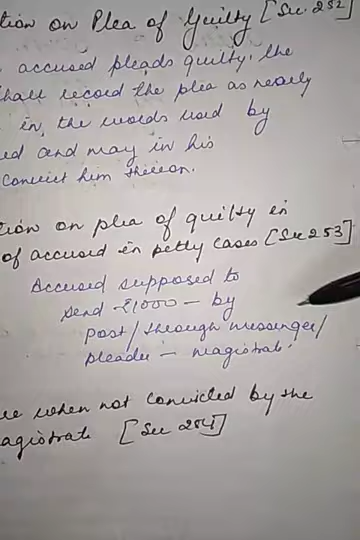 tion on Plea of Guilty [Sec. 252]
accused pleads guilty, the
shall record the plea as nearly
in, the words used by
ed and may in his
convict him thereon.
tion on plea of guilty in
of accused in petty cases [Sec 253]
Accused supposed to
send ₹1000 – by
post/through messenger/
pleader – magistrate
when not convicted by the
agistrate [Sec 254]